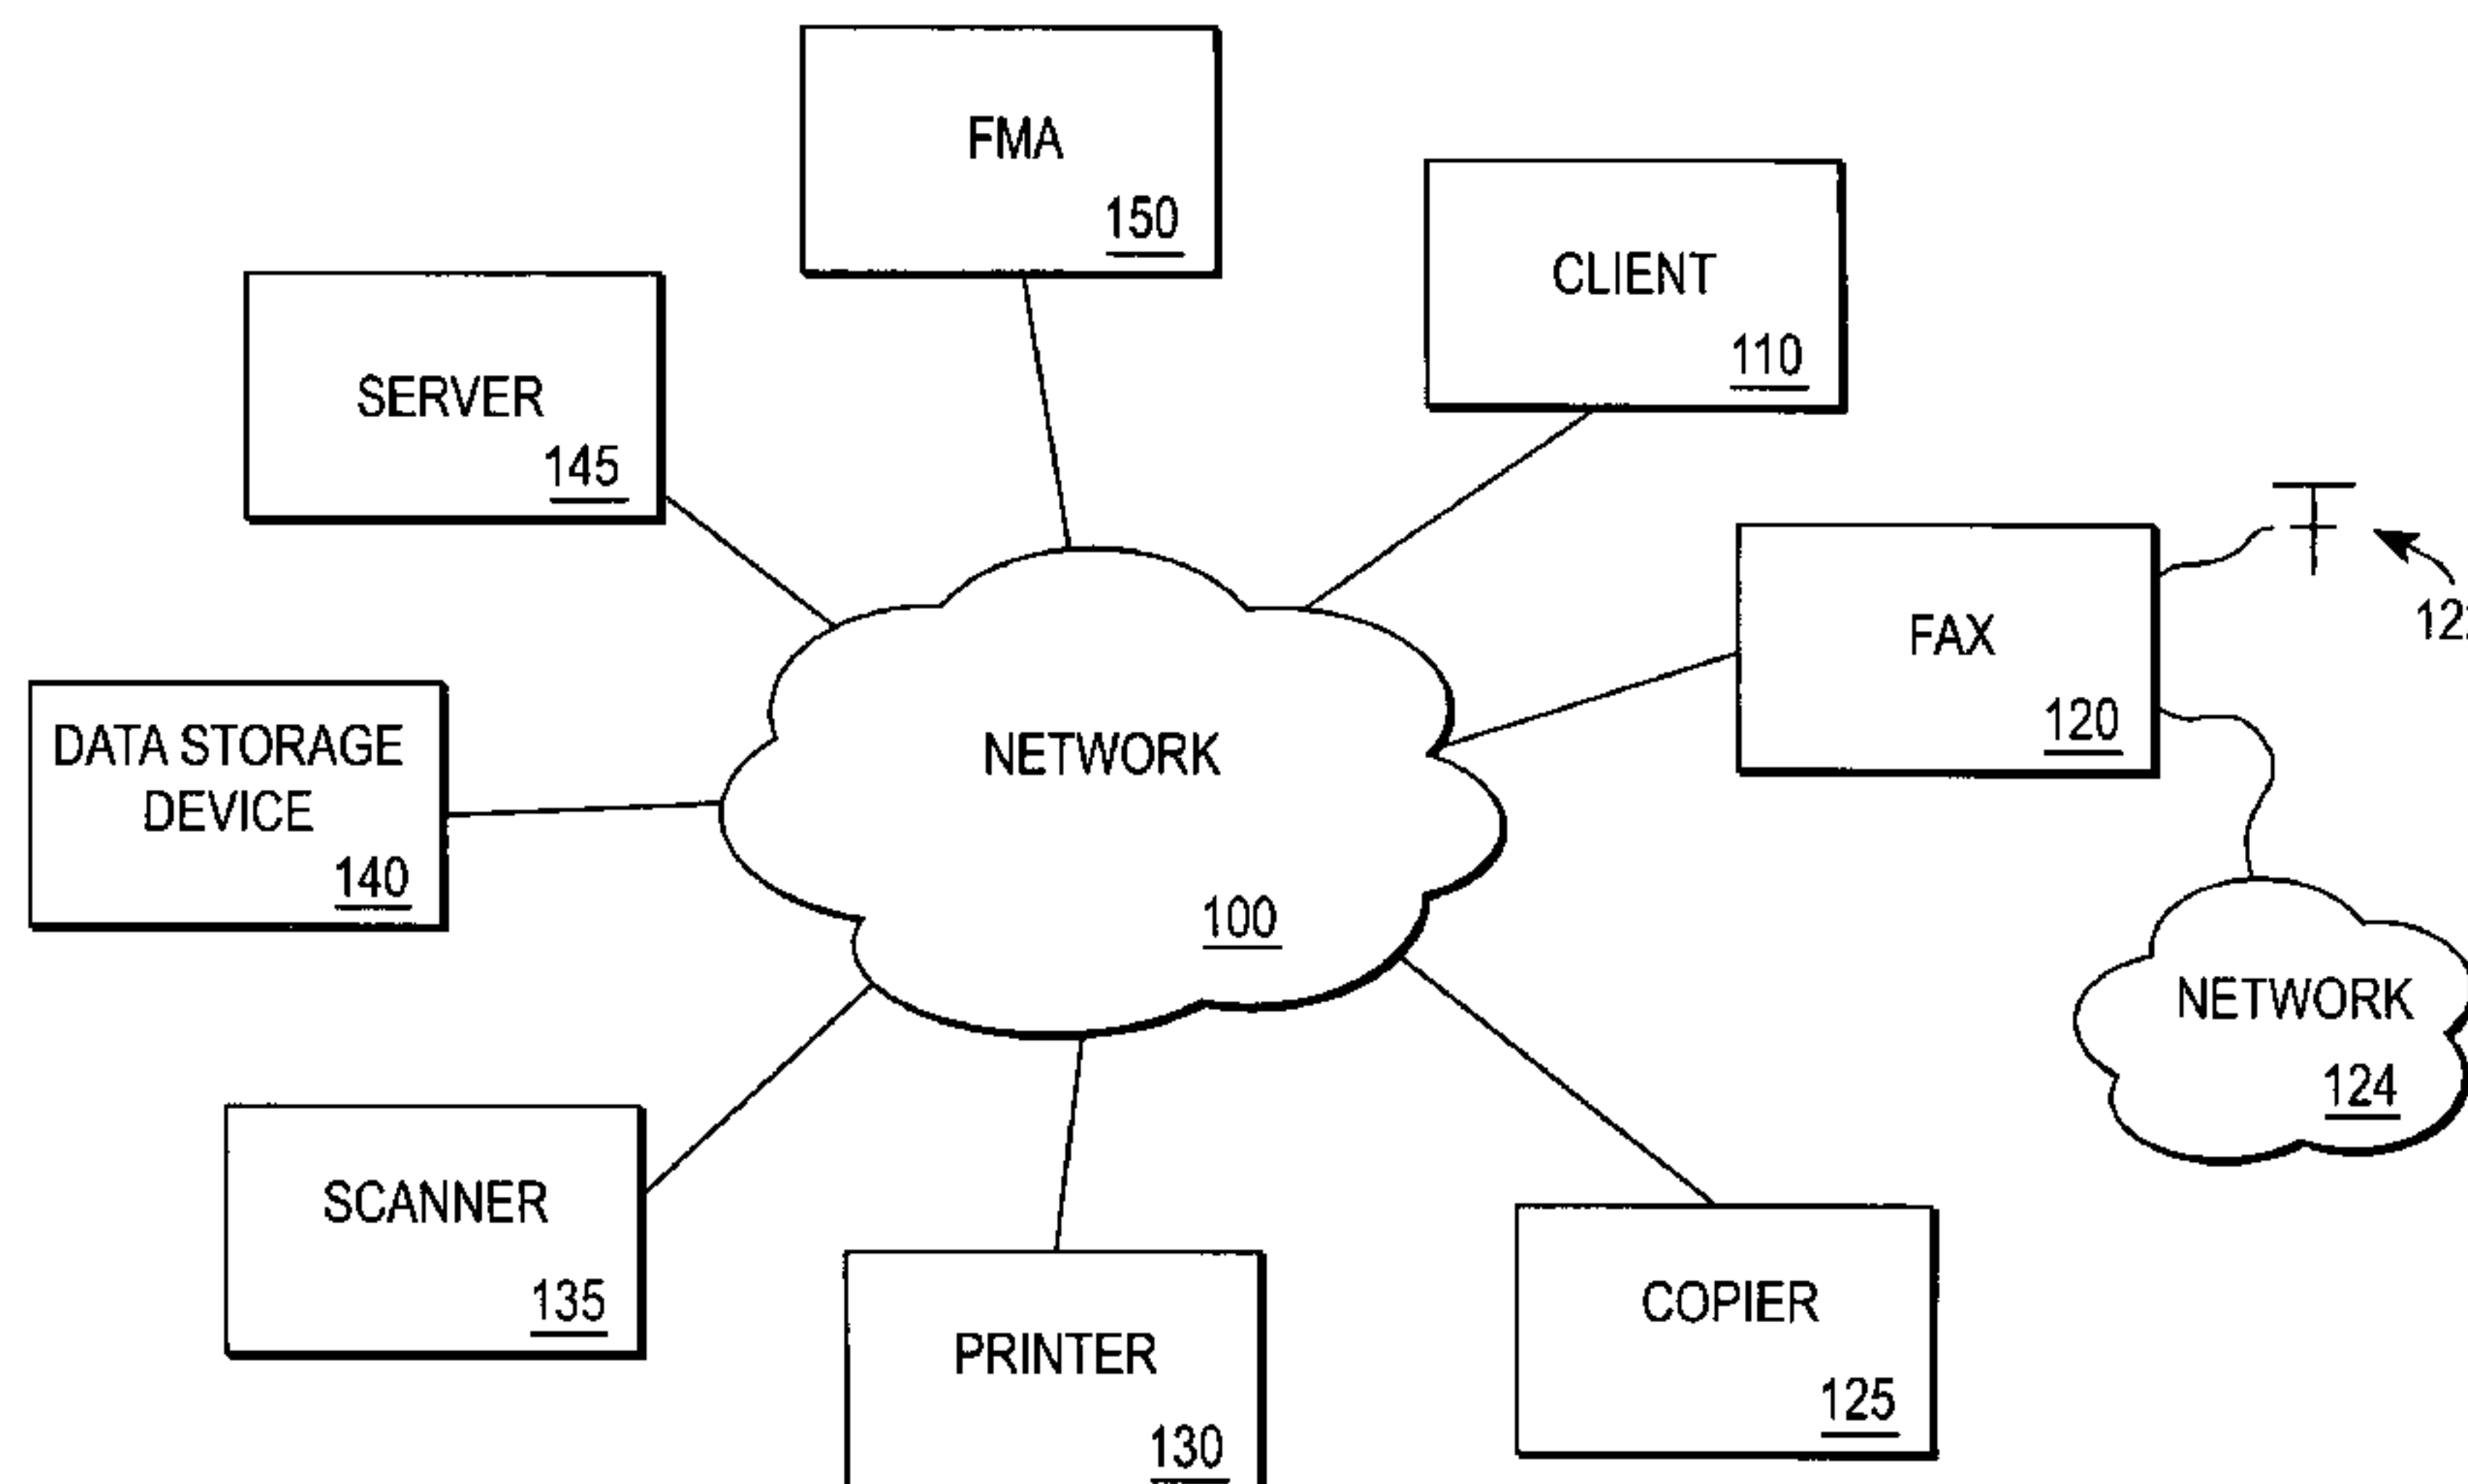 FMA
150
CLIENT
110
SERVER
145
FAX
120
DATA STORAGE
DEVICE
140
NETWORK
100
NETWORK
124
SCANNER
135
PRINTER
130
COPIER
125